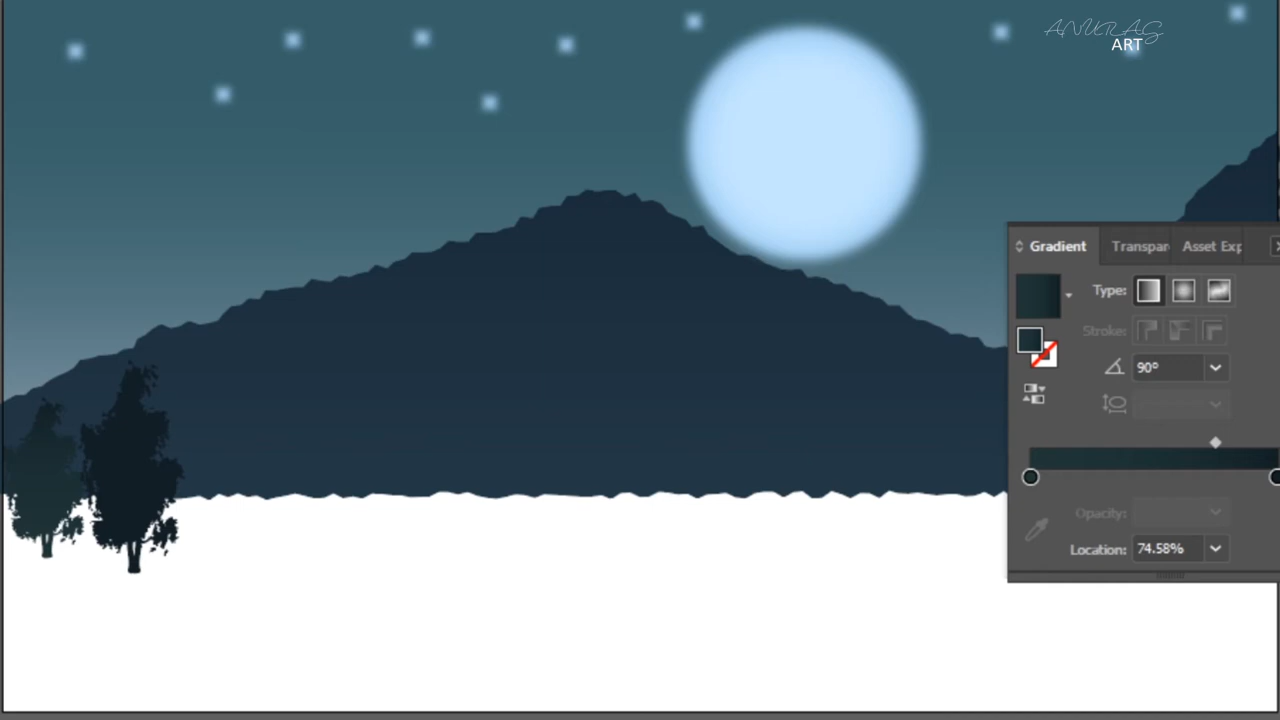 ANURAG
ART
Gradient Transpar Asset Exp
Type:
Stroke:
90°
Opacity:
Location: 74.58%